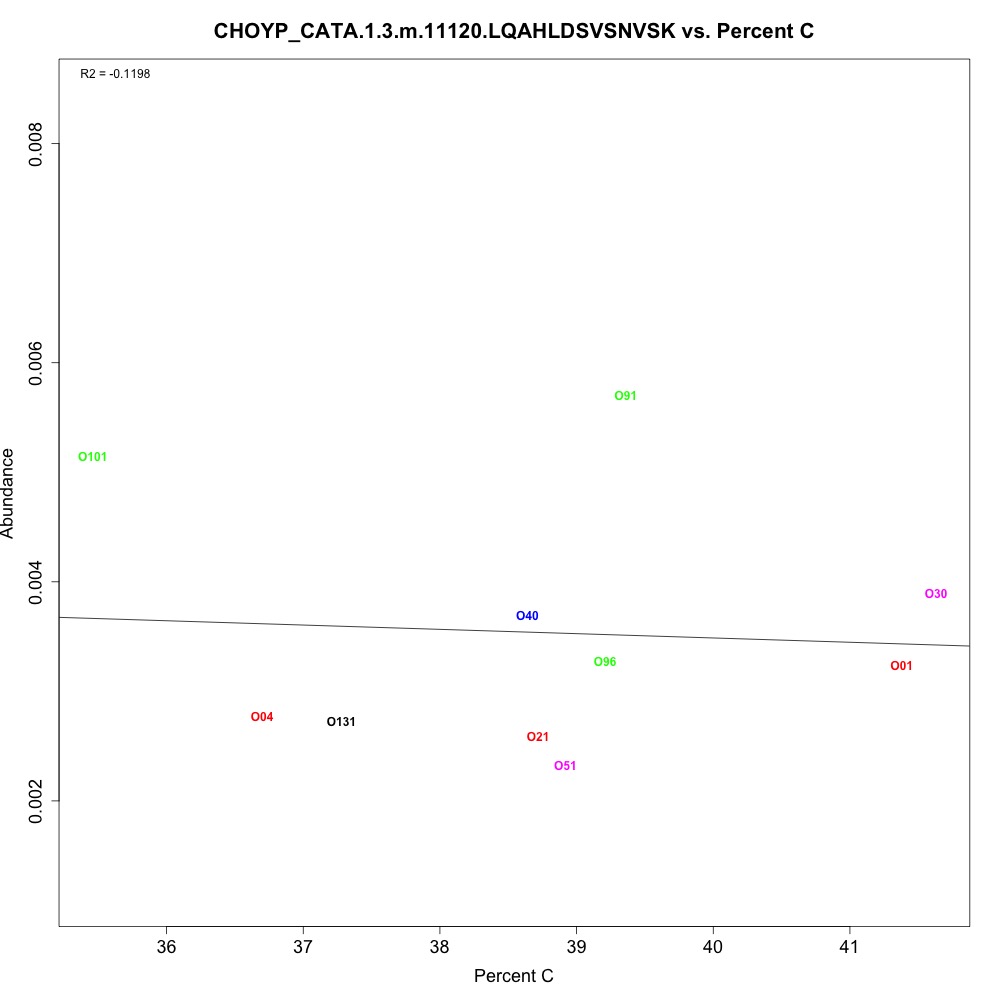 CHOYP_CATA.1.3.m.11120.LQAHLDSVSNVSK vs. Percent C
R2 = -0.1198
0.008
0.006
0.004
0.002
Abundance
O91
O101
O30
O40
O96
O01
O04
O131
O21
O51
36 37 38 39 40 41
Percent C